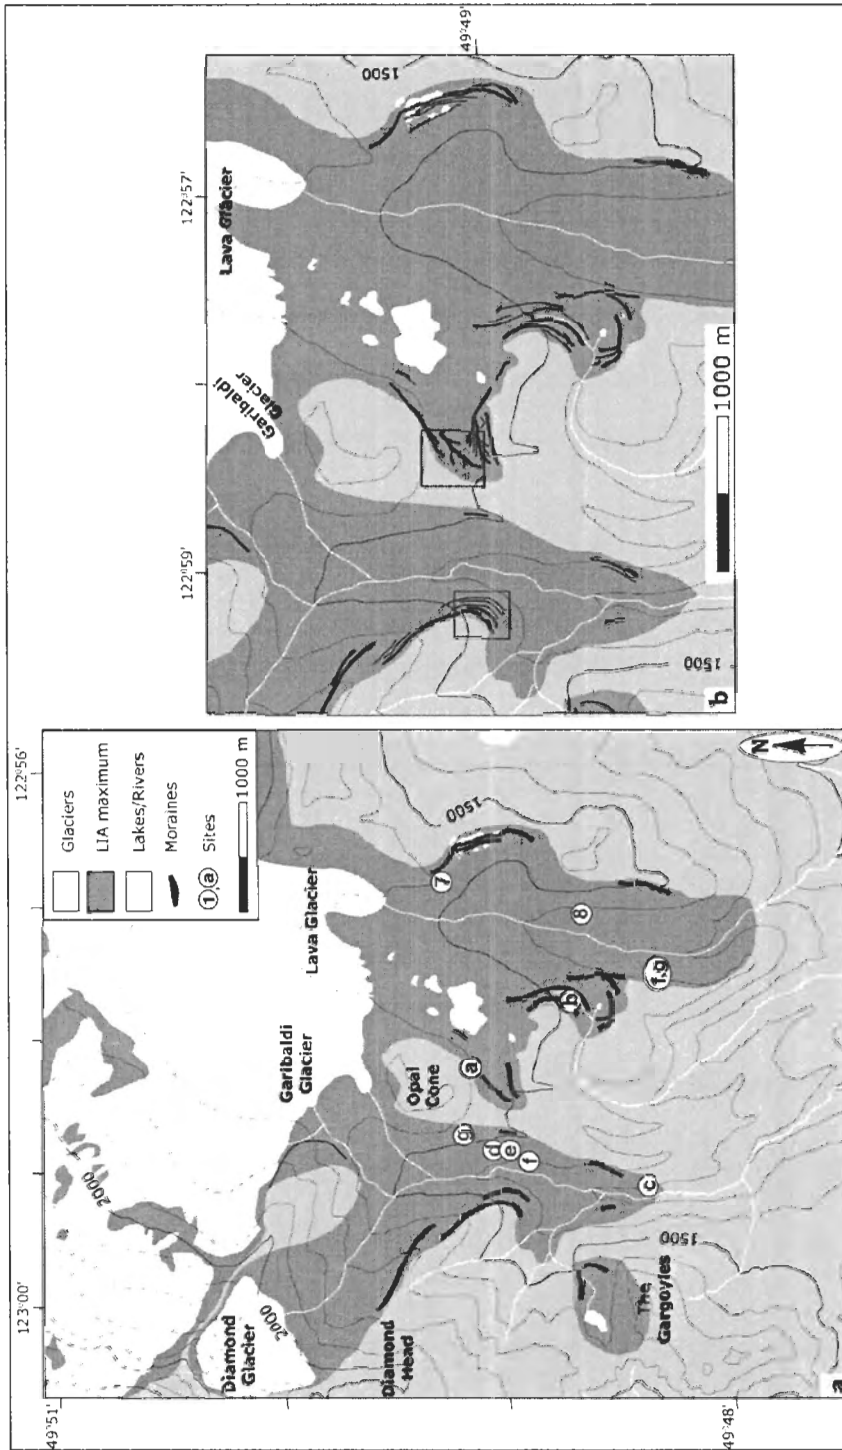 49°51'
49°48'
123°00'
122°56'
Diamond
Glacier
2000
2000
Garibaldi
Glacier
Lava Glacier
Diamond
Head
Opal
Cone
The
Gargoyles
1500
1500
7
8
a
b
c
d
e
f
g
f,g
Glaciers
LIA maximum
Lakes/Rivers
Moraines
1,a Sites
1000 m
N
a
122°59'
122°57'
49°49'
Garibaldi
Glacier
Lava Glacier
1500
1500
1000 m
b